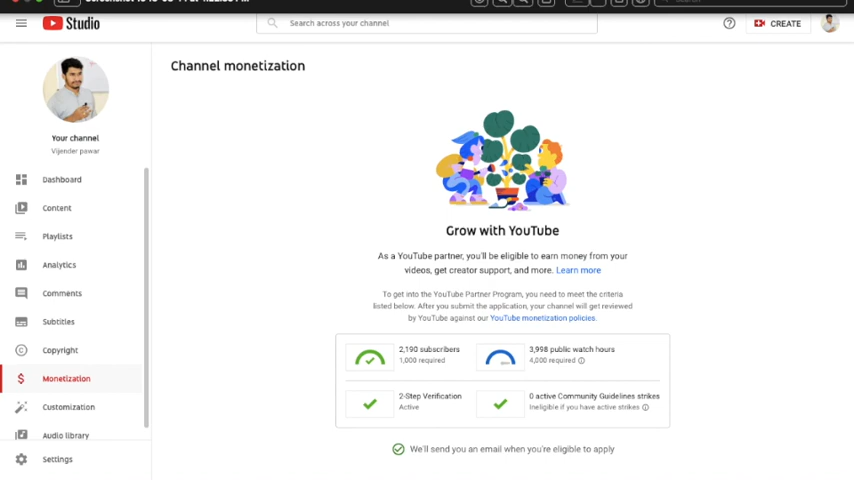 Studio
Search across your channel
CREATE
Channel monetization
Your channel
Vijender pawar
Dashboard
Content
Playlists
Analytics
Comments
Subtitles
Copyright
Monetization
Customization
Audio library
Settings
Grow with YouTube
As a YouTube partner, you'll be eligible to earn money from your
videos, get creator support, and more. Learn more
To get into the YouTube Partner Program, you need to meet the criteria
listed below. After you submit the application, your channel will get reviewed
by YouTube against our YouTube monetization policies.
2,190 subscribers
1,000 required
3,998 public watch hours
4,000 required
2-Step Verification
Active
0 active Community Guidelines strikes
Ineligible if you have active strikes
We'll send you an email when you're eligible to apply